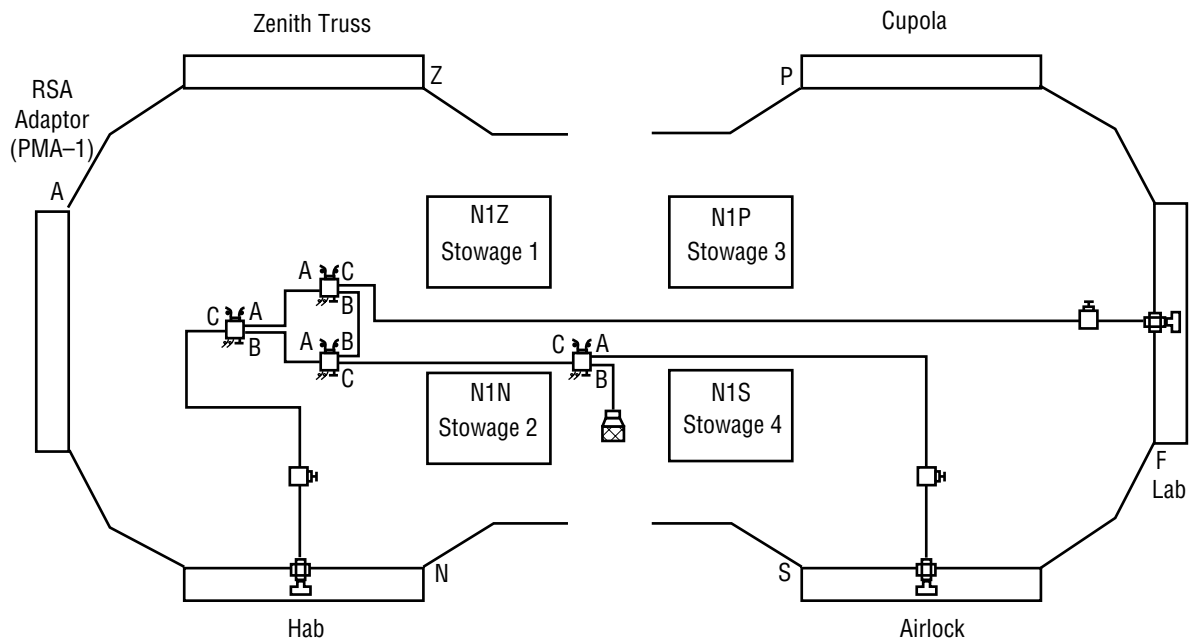 Zenith Truss
Cupola
RSA
Adaptor
(PMA–1)
Z
P
A
N1Z
Stowage 1
N1P
Stowage 3
A
C
B
C
A
B
A
B
C
C
A
B
N1N
Stowage 2
N1S
Stowage 4
F
Lab
N
S
Hab
Airlock